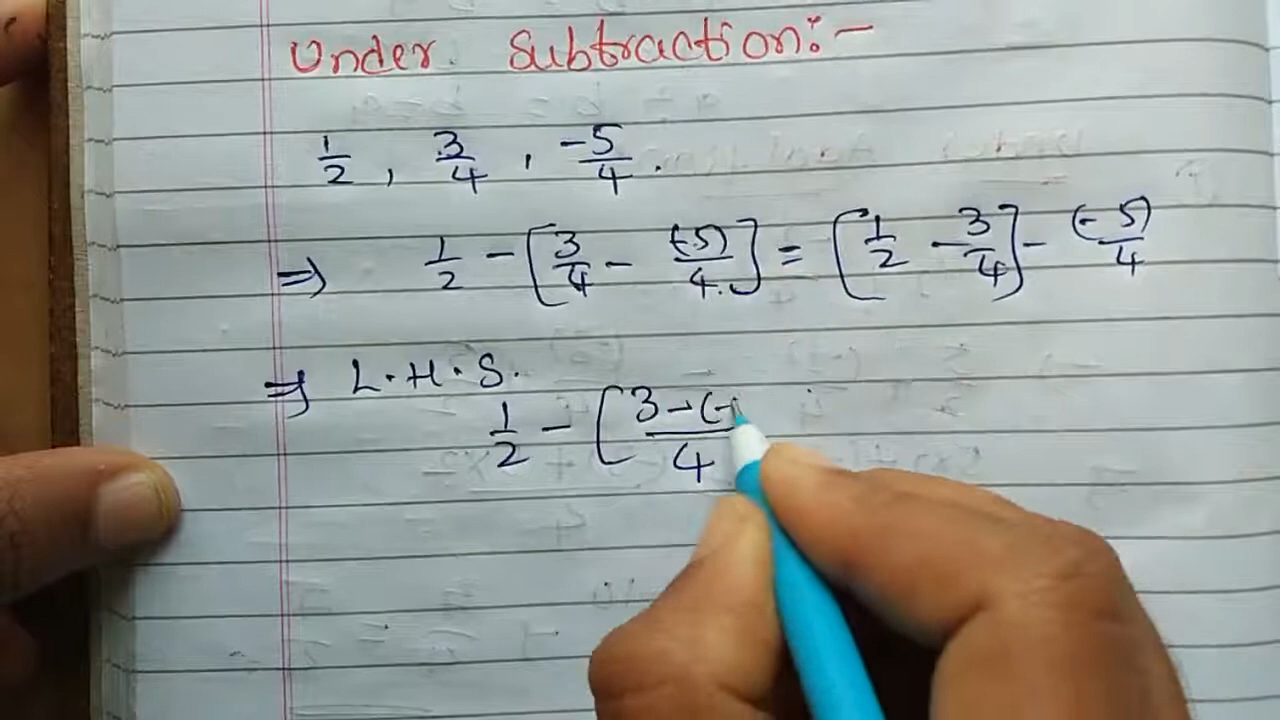 Under Subtraction:-
1/2, 3/4, -5/4.
⇒ 1/2 - [3/4 - (-5)/4] = [1/2 - 3/4] - (-5)/4
⇒ L.H.S.
1/2 - [3-(-/4